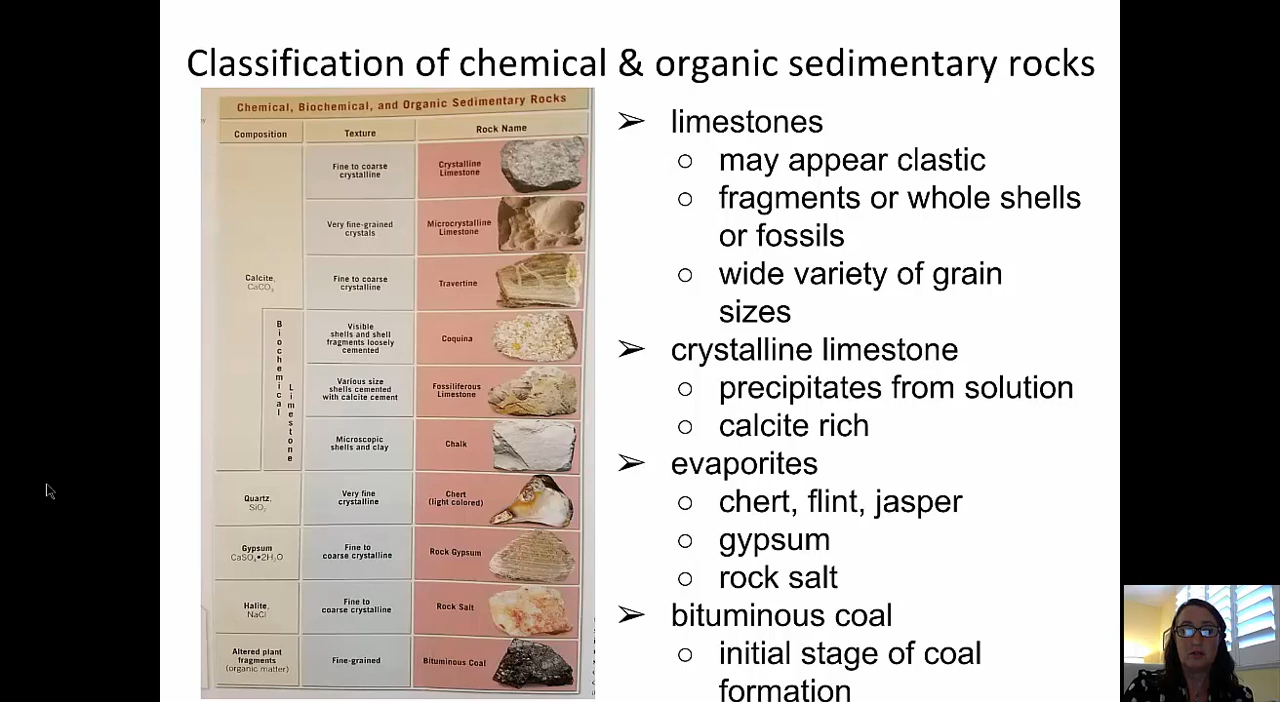 Classification of chemical & organic sedimentary rocks
Chemical, Biochemical, and Organic Sedimentary Rocks
Composition
Texture
Rock Name
Fine to coarse
crystalline
Crystalline
Limestone
Very fine-grained
crystals
Microcrystalline
Limestone
Calcite,
CaCO₃
Fine to coarse
crystalline
Travertine
Biochemical
Limestone
Visible
shells and shell
fragments loosely
cemented
Coquina
Various size
shells cemented
with calcite cement
Fossiliferous
Limestone
Microscopic
shells and clay
Chalk
Quartz,
SiO₂
Very fine
crystalline
Chert
(light colored)
Gypsum
CaSO₄•2H₂O
Fine to
coarse crystalline
Rock Gypsum
Halite,
NaCl
Fine to
coarse crystalline
Rock Salt
Altered plant
fragments
(organic matter)
Fine-grained
Bituminous Coal
➢ limestones
○ may appear clastic
○ fragments or whole shells
or fossils
○ wide variety of grain
sizes
➢ crystalline limestone
○ precipitates from solution
○ calcite rich
➢ evaporites
○ chert, flint, jasper
○ gypsum
○ rock salt
➢ bituminous coal
○ initial stage of coal
formation